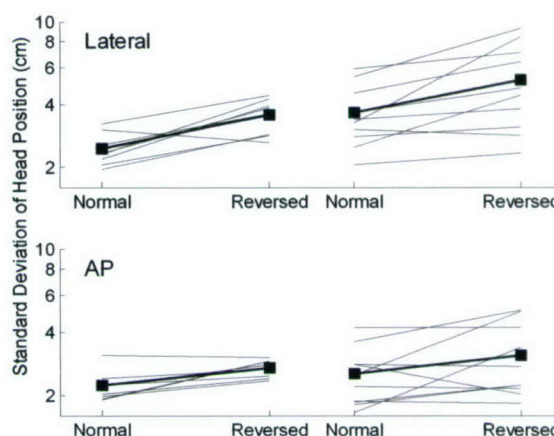 Standard Deviation of Head Position (cm)
10
8
6
4
2
Lateral
Normal
Reversed
Normal
Reversed
10
8
6
4
2
AP
Normal
Reversed
Normal
Reversed